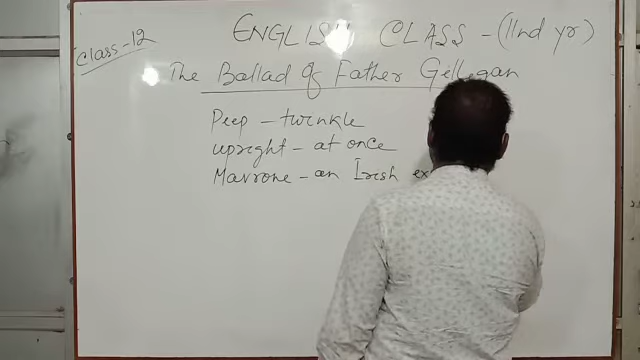 Class-12
ENGLISH CLASS - (IInd yr)
The Ballad of Father Gilligan
Peep - twinkle
upright - at once
Mavrone - an Irish